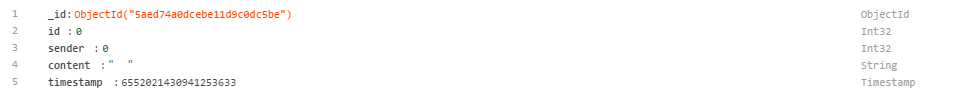 1 _id:ObjectId("5aed74a0dcebe11d9c0dc5be") ObjectId
2 id :0 Int32
3 sender :0 Int32
4 content :"  " String
5 timestamp :6552021430941253633 Timestamp